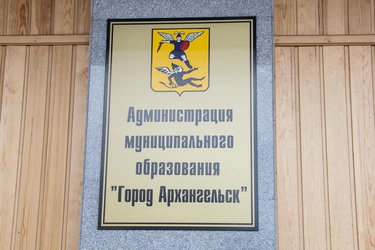 Администрация
муниципального
образования
"Город Архангельск"